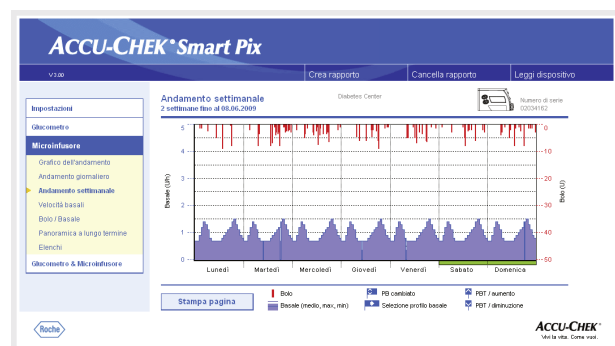 ACCU-CHEK® Smart Pix
V 3.00
Crea rapporto
Cancella rapporto
Leggi dispositivo
Impostazioni
Glucometro
Microinfusore
Grafico dell'andamento
Andamento giornaliero
Andamento settimanale
Velocità basali
Bolo / Basale
Panoramica a lungo termine
Elenchi
Glucometro & Microinfusore
Andamento settimanale
2 settimane fino al 08.06.2009
Diabetes Center
Numero di serie
02034162
5
4
3
2
1
0
Basale (U/h)
0
-10
-20
-30
-40
-50
Bolo (U)
Lunedì
Martedì
Mercoledì
Giovedì
Venerdì
Sabato
Domenica
Stampa pagina
Bolo
Basale (medio, max, min)
PB cambiato
Selezione profilo basale
PBT / aumento
PBT / diminuzione
Roche
ACCU-CHEK®
Vivi la vita. Come vuoi.